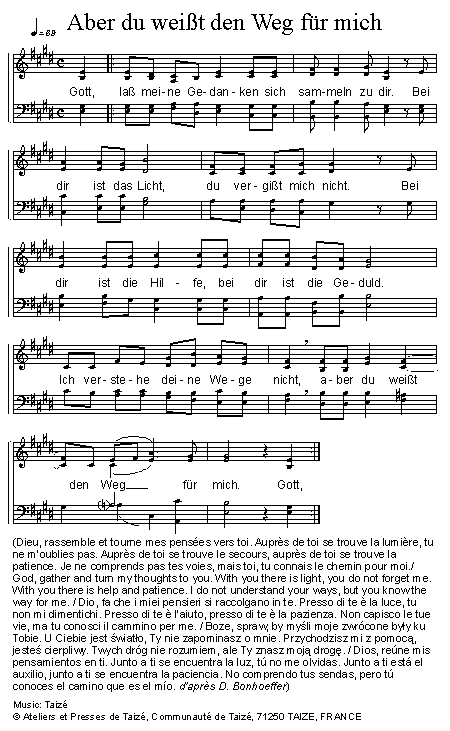 Aber du weißt den Weg für mich
♩=69
Gott, laß mei-ne Ge-dan-ken sich sam-meln zu dir. Bei
dir ist das Licht, du ver-gißt mich nicht. Bei
dir ist die Hil-fe, bei dir ist die Ge-duld.
Ich ver-ste-he dei-ne We-ge nicht, a-ber du weißt
den Weg für mich. Gott,
(Dieu, rassemble et tourne mes pensées vers toi. Auprès de toi se trouve la lumière, tu
ne m'oublies pas. Auprès de toi se trouve le secours, auprès de toi se trouve la
patience. Je ne comprends pas tes voies, mais toi, tu connais le chemin pour moi./
God, gather and turn my thoughts to you. With you there is light, you do not forget me.
With you there is help and patience. I do not understand your ways, but you know the
way for me. / Dio, fa che i miei pensieri si raccolgano in te. Presso di te è la luce, tu
non mi dimentichi. Presso di te è l'aiuto, presso di te è la pazienza. Non capisco le tue
vie, ma tu conosci il cammino per me. / Boże, spraw, by myśli moje zwrócone były ku
Tobie. U Ciebie jest światło, Ty nie zapominasz o mnie. Przychodzisz mi z pomocą,
jesteś cierpliwy. Twych dróg nie rozumiem, ale Ty znasz moją drogę. / Dios, reúne mis
pensamientos en ti. Junto a ti se encuentra la luz, tú no me olvidas. Junto a ti está el
auxilio, junto a ti se encuentra la paciencia. No comprendo tus sendas, pero tú
conoces el camino que es el mío. d'après D. Bonhoeffer)
Music: Taizé
© Ateliers et Presses de Taizé, Communauté de Taizé, 71250 TAIZE, FRANCE